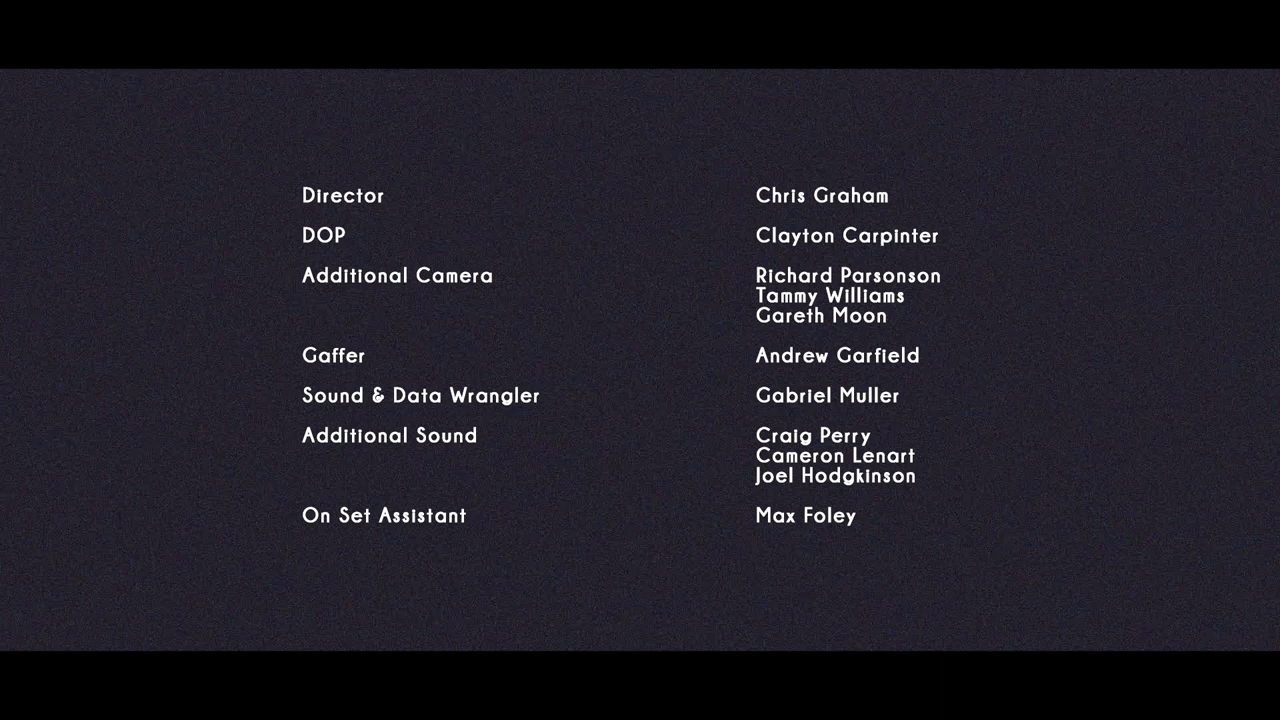 Director Chris Graham
DOP Clayton Carpinter
Additional Camera Richard Parsonson
Tammy Williams
Gareth Moon
Gaffer Andrew Garfield
Sound & Data Wrangler Gabriel Muller
Additional Sound Craig Perry
Cameron Lenart
Joel Hodgkinson
On Set Assistant Max Foley